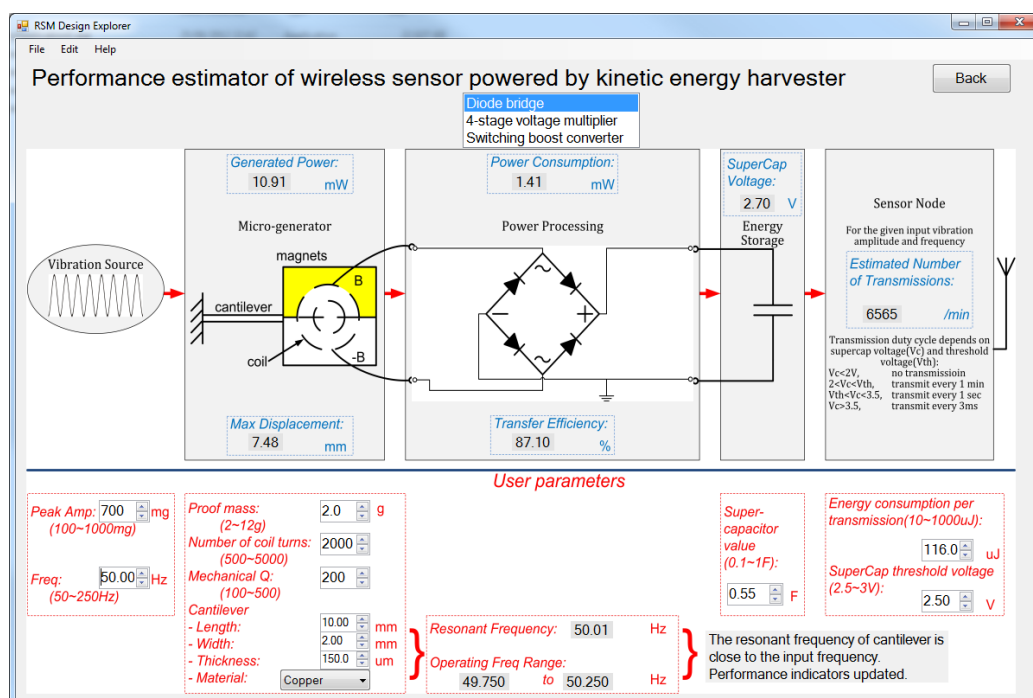 RSM Design Explorer
File Edit Help
Performance estimator of wireless sensor powered by kinetic energy harvester
Back
Diode bridge
4-stage voltage multiplier
Switching boost converter
Generated Power:
10.91 mW
Power Consumption:
1.41 mW
SuperCap
Voltage:
2.70 V
Micro-generator
Power Processing
Energy
Storage
Sensor Node
For the given input vibration
amplitude and frequency
Estimated Number
of Transmissions:
6565 /min
Transmission duty cycle depends on
supercap voltage(Vc) and threshold
voltage(Vth):
Vc<2V, no transmissioin
2<Vc<Vth, transmit every 1 min
Vth<Vc<3.5, transmit every 1 sec
Vc>3.5, transmit every 3ms
Vibration Source
magnets
B
cantilever
coil
-B
~
− +
~
Max Displacement:
7.48 mm
Transfer Efficiency:
87.10 %
User parameters
Peak Amp: 700 mg
(100~1000mg)
Freq: 50.00 Hz
(50~250Hz)
Proof mass: 2.0 g
(2~12g)
Number of coil turns: 2000
(500~5000)
Mechanical Q: 200
(100~500)
Cantilever
- Length: 10.00 mm
- Width: 2.00 mm
- Thickness: 150.0 um
- Material: Copper
Resonant Frequency: 50.01 Hz
Operating Freq Range:
49.750 to 50.250 Hz
Super-
capacitor
value
(0.1~1F):
0.55 F
Energy consumption per
transmission(10~1000uJ):
116.0 uJ
SuperCap threshold voltage
(2.5~3V):
2.50 V
The resonant frequency of cantilever is
close to the input frequency.
Performance indicators updated.